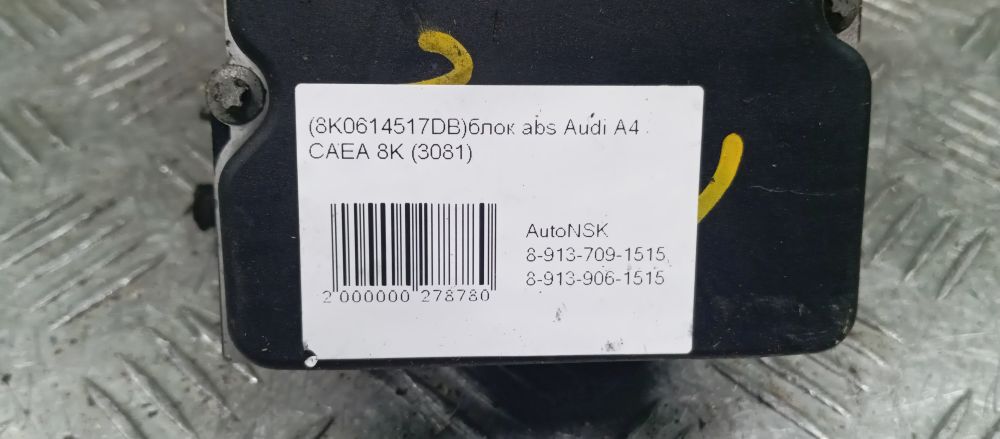 (8K0614517DB)блок abs Audi A4
CAEA 8K (3081)
AutoNSK
8-913-709-1515
8-913-906-1515
2 000000 278780